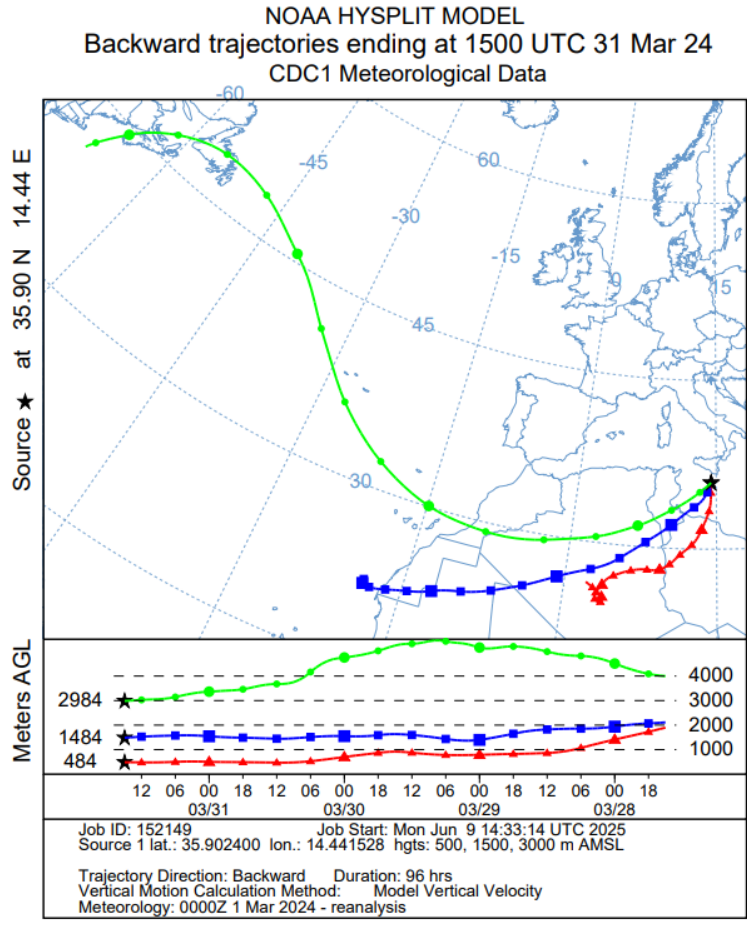 NOAA HYSPLIT MODEL
Backward trajectories ending at 1500 UTC 31 Mar 24
CDC1 Meteorological Data
Source ★ at 35.90 N 14.44 E
-60
-45
60
-30
-15
0
15
45
30
Meters AGL
2984
1484
484
4000
3000
2000
1000
12 06 00 18 12 06 00 18 12 06 00 18 12 06 00 18
03/31 03/30 03/29 03/28
Job ID: 152149 Job Start: Mon Jun 9 14:33:14 UTC 2025
Source 1 lat.: 35.902400 lon.: 14.441528 hgts: 500, 1500, 3000 m AMSL
Trajectory Direction: Backward Duration: 96 hrs
Vertical Motion Calculation Method: Model Vertical Velocity
Meteorology: 0000Z 1 Mar 2024 - reanalysis